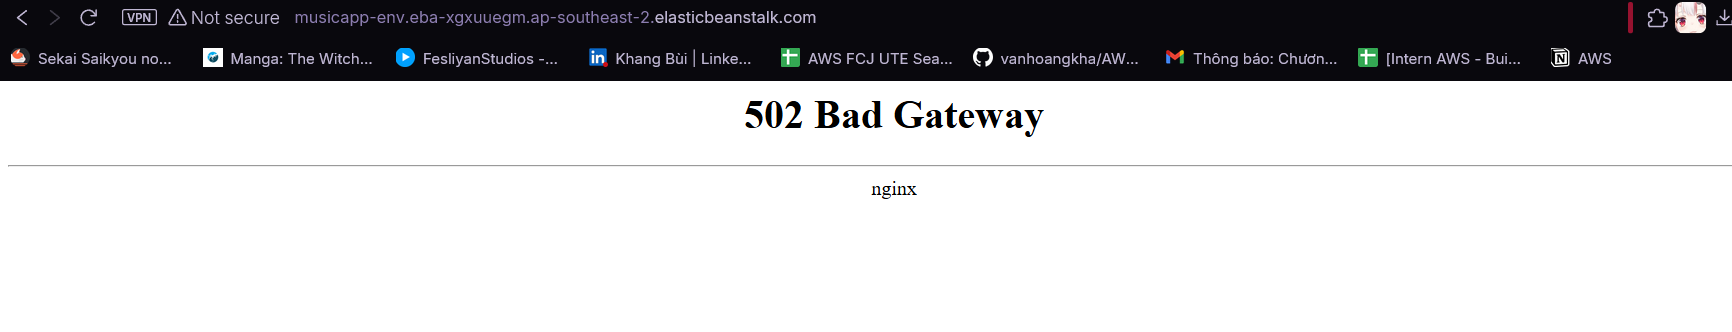 VPN Not secure musicapp-env.eba-xgxuuegm.ap-southeast-2.elasticbeanstalk.com
Sekai Saikyou no... Manga: The Witch... FesliyanStudios -... Khang Bùi | Linke... AWS FCJ UTE Sea... vanhoangkha/AW... Thông báo: Chươn... [Intern AWS - Bui... AWS
502 Bad Gateway
nginx